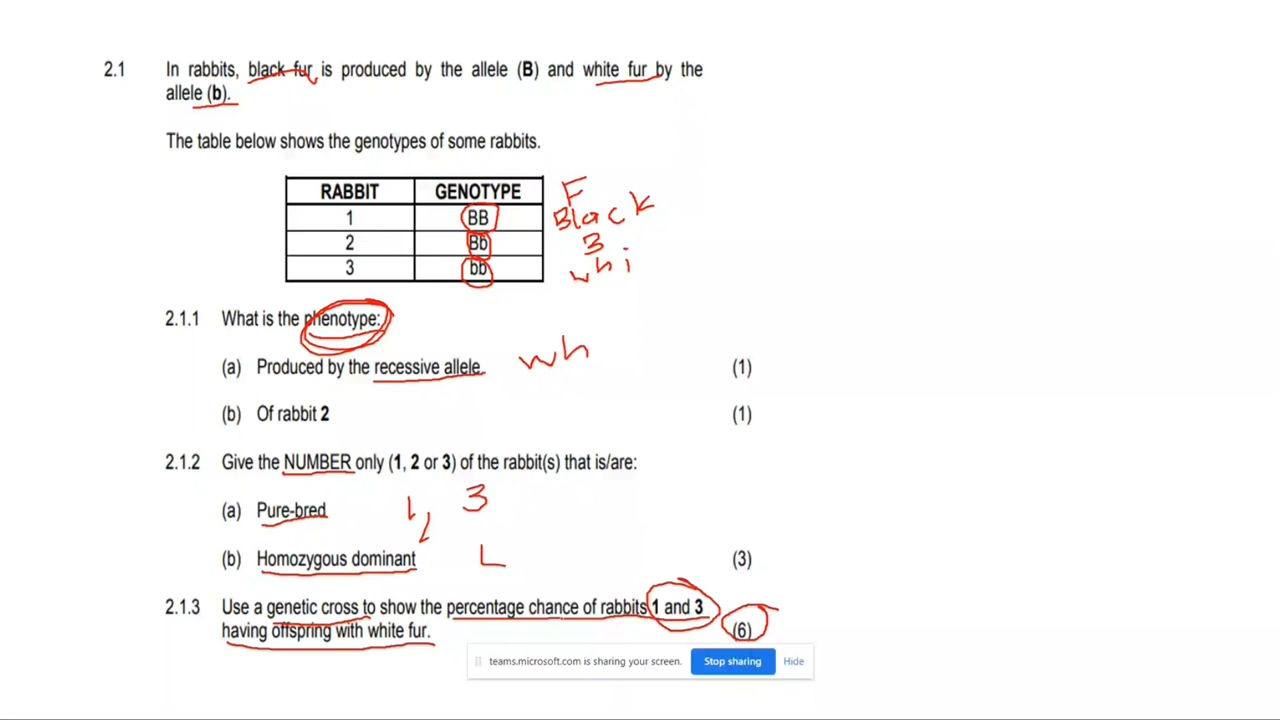 2.1 In rabbits, black fur is produced by the allele (B) and white fur by the
allele (b).
The table below shows the genotypes of some rabbits.
RABBIT GENOTYPE F
1 BB Black
2 Bb B
3 bb whi
2.1.1 What is the phenotype:
(a) Produced by the recessive allele. wh (1)
(b) Of rabbit 2 (1)
2.1.2 Give the NUMBER only (1, 2 or 3) of the rabbit(s) that is/are:
(a) Pure-bred 1, 3
(b) Homozygous dominant (3)
2.1.3 Use a genetic cross to show the percentage chance of rabbits 1 and 3
having offspring with white fur. (6)
teams.microsoft.com is sharing your screen. Stop sharing Hide